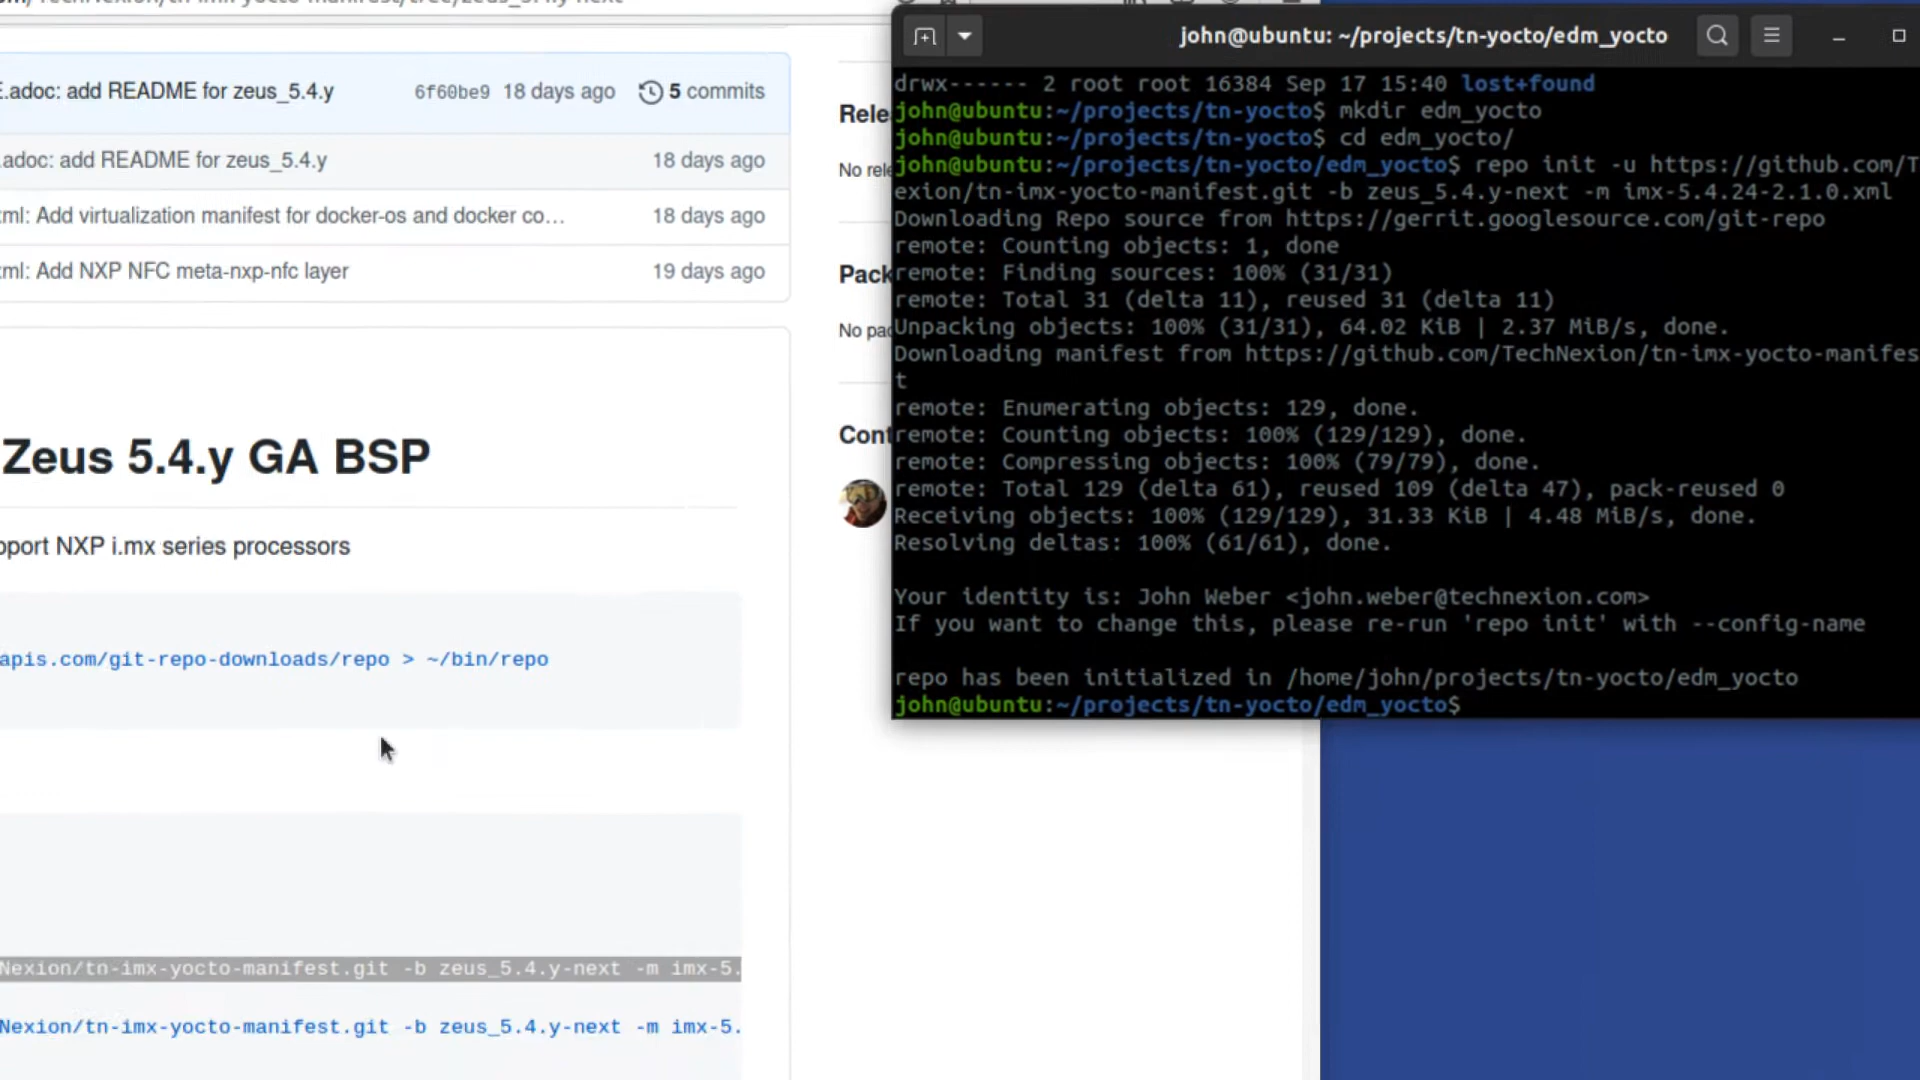 E.adoc: add README for zeus_5.4.y 6f60be9 18 days ago 5 commits
.adoc: add README for zeus_5.4.y 18 days ago
ml: Add virtualization manifest for docker-os and docker co… 18 days ago
ml: Add NXP NFC meta-nxp-nfc layer 19 days ago
Zeus 5.4.y GA BSP
pport NXP i.mx series processors
apis.com/git-repo-downloads/repo > ~/bin/repo
Nexion/tn-imx-yocto-manifest.git -b zeus_5.4.y-next -m imx-5.
Nexion/tn-imx-yocto-manifest.git -b zeus_5.4.y-next -m imx-5.
Rele
No rele
Pack
No pac
Cont
john@ubuntu: ~/projects/tn-yocto/edm_yocto
drwx------ 2 root root 16384 Sep 17 15:40 lost+found
john@ubuntu:~/projects/tn-yocto$ mkdir edm_yocto
john@ubuntu:~/projects/tn-yocto$ cd edm_yocto/
john@ubuntu:~/projects/tn-yocto/edm_yocto$ repo init -u https://github.com/T
exion/tn-imx-yocto-manifest.git -b zeus_5.4.y-next -m imx-5.4.24-2.1.0.xml
Downloading Repo source from https://gerrit.googlesource.com/git-repo
remote: Counting objects: 1, done
remote: Finding sources: 100% (31/31)
remote: Total 31 (delta 11), reused 31 (delta 11)
Unpacking objects: 100% (31/31), 64.02 KiB | 2.37 MiB/s, done.
Downloading manifest from https://github.com/TechNexion/tn-imx-yocto-manifes
t
remote: Enumerating objects: 129, done.
remote: Counting objects: 100% (129/129), done.
remote: Compressing objects: 100% (79/79), done.
remote: Total 129 (delta 61), reused 109 (delta 47), pack-reused 0
Receiving objects: 100% (129/129), 31.33 KiB | 4.48 MiB/s, done.
Resolving deltas: 100% (61/61), done.
Your identity is: John Weber <john.weber@technexion.com>
If you want to change this, please re-run 'repo init' with --config-name
repo has been initialized in /home/john/projects/tn-yocto/edm_yocto
john@ubuntu:~/projects/tn-yocto/edm_yocto$